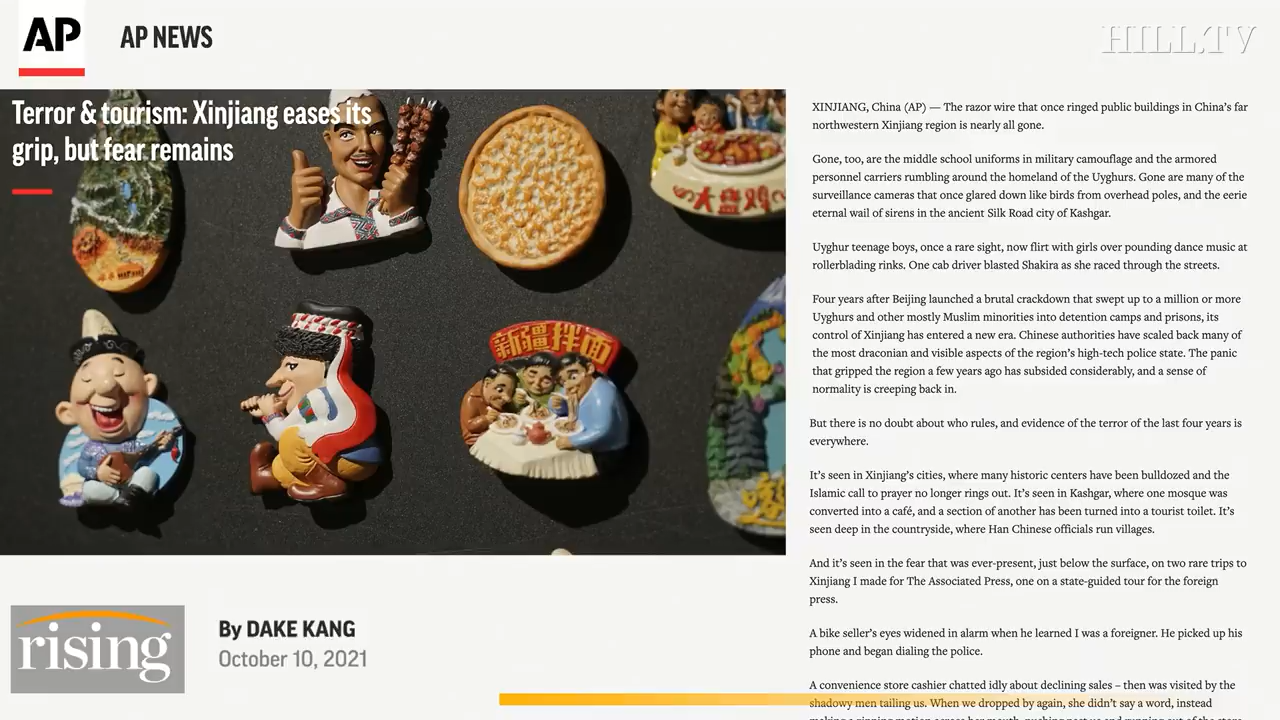 AP
AP NEWS
HILL.TV
Terror & tourism: Xinjiang eases its
grip, but fear remains
大盘鸡
新疆拌面
XINJIANG, China (AP) — The razor wire that once ringed public buildings in China's far
northwestern Xinjiang region is nearly all gone.
Gone, too, are the middle school uniforms in military camouflage and the armored
personnel carriers rumbling around the homeland of the Uyghurs. Gone are many of the
surveillance cameras that once glared down like birds from overhead poles, and the eerie
eternal wail of sirens in the ancient Silk Road city of Kashgar.
Uyghur teenage boys, once a rare sight, now flirt with girls over pounding dance music at
rollerblading rinks. One cab driver blasted Shakira as she raced through the streets.
Four years after Beijing launched a brutal crackdown that swept up to a million or more
Uyghurs and other mostly Muslim minorities into detention camps and prisons, its
control of Xinjiang has entered a new era. Chinese authorities have scaled back many of
the most draconian and visible aspects of the region's high-tech police state. The panic
that gripped the region a few years ago has subsided considerably, and a sense of
normality is creeping back in.
But there is no doubt about who rules, and evidence of the terror of the last four years is
everywhere.
It's seen in Xinjiang's cities, where many historic centers have been bulldozed and the
Islamic call to prayer no longer rings out. It's seen in Kashgar, where one mosque was
converted into a café, and a section of another has been turned into a tourist toilet. It's
seen deep in the countryside, where Han Chinese officials run villages.
And it's seen in the fear that was ever-present, just below the surface, on two rare trips to
Xinjiang I made for The Associated Press, one on a state-guided tour for the foreign
press.
A bike seller's eyes widened in alarm when he learned I was a foreigner. He picked up his
phone and began dialing the police.
A convenience store cashier chatted idly about declining sales – then was visited by the
shadowy men tailing us. When we dropped by again, she didn't say a word, instead
rising
By DAKE KANG
October 10, 2021